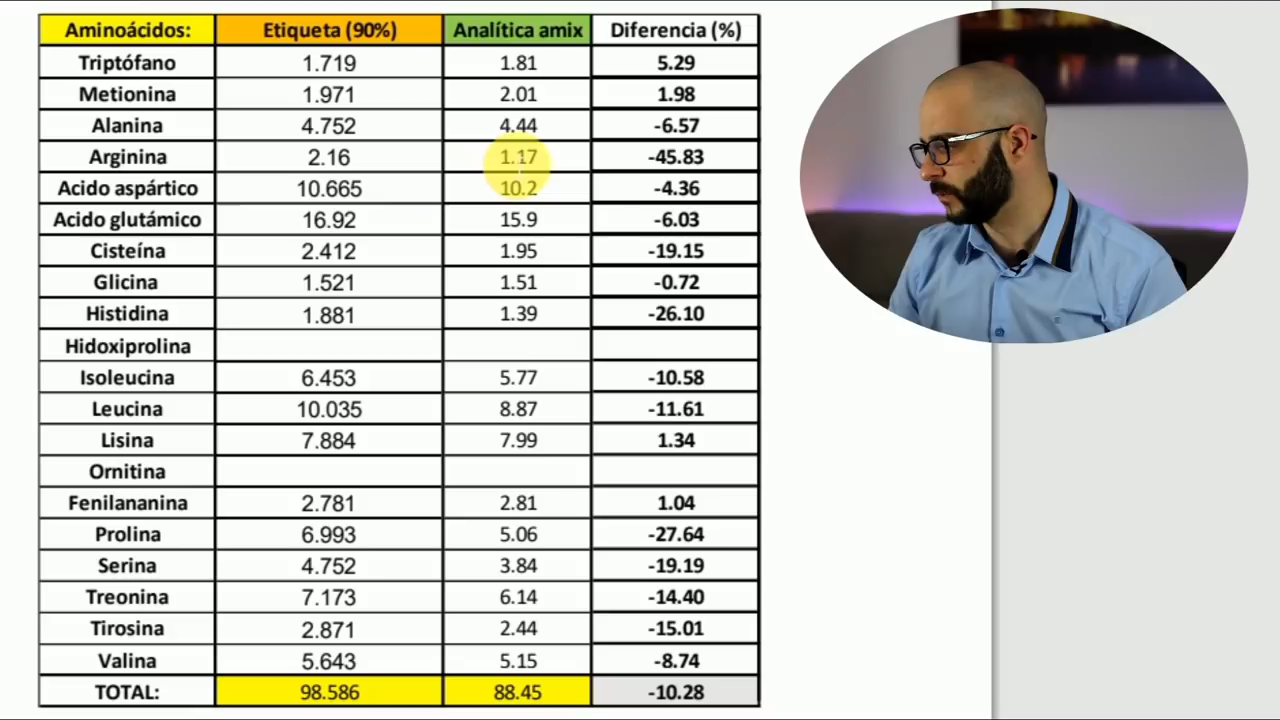 Aminoácidos: Etiqueta (90%) Analítica amix Diferencia (%)
Triptófano 1.719 1.81 5.29
Metionina 1.971 2.01 1.98
Alanina 4.752 4.44 -6.57
Arginina 2.16 1.17 -45.83
Acido aspártico 10.665 10.2 -4.36
Acido glutámico 16.92 15.9 -6.03
Cisteína 2.412 1.95 -19.15
Glicina 1.521 1.51 -0.72
Histidina 1.881 1.39 -26.10
Hidoxiprolina
Isoleucina 6.453 5.77 -10.58
Leucina 10.035 8.87 -11.61
Lisina 7.884 7.99 1.34
Ornitina
Fenilananina 2.781 2.81 1.04
Prolina 6.993 5.06 -27.64
Serina 4.752 3.84 -19.19
Treonina 7.173 6.14 -14.40
Tirosina 2.871 2.44 -15.01
Valina 5.643 5.15 -8.74
TOTAL: 98.586 88.45 -10.28